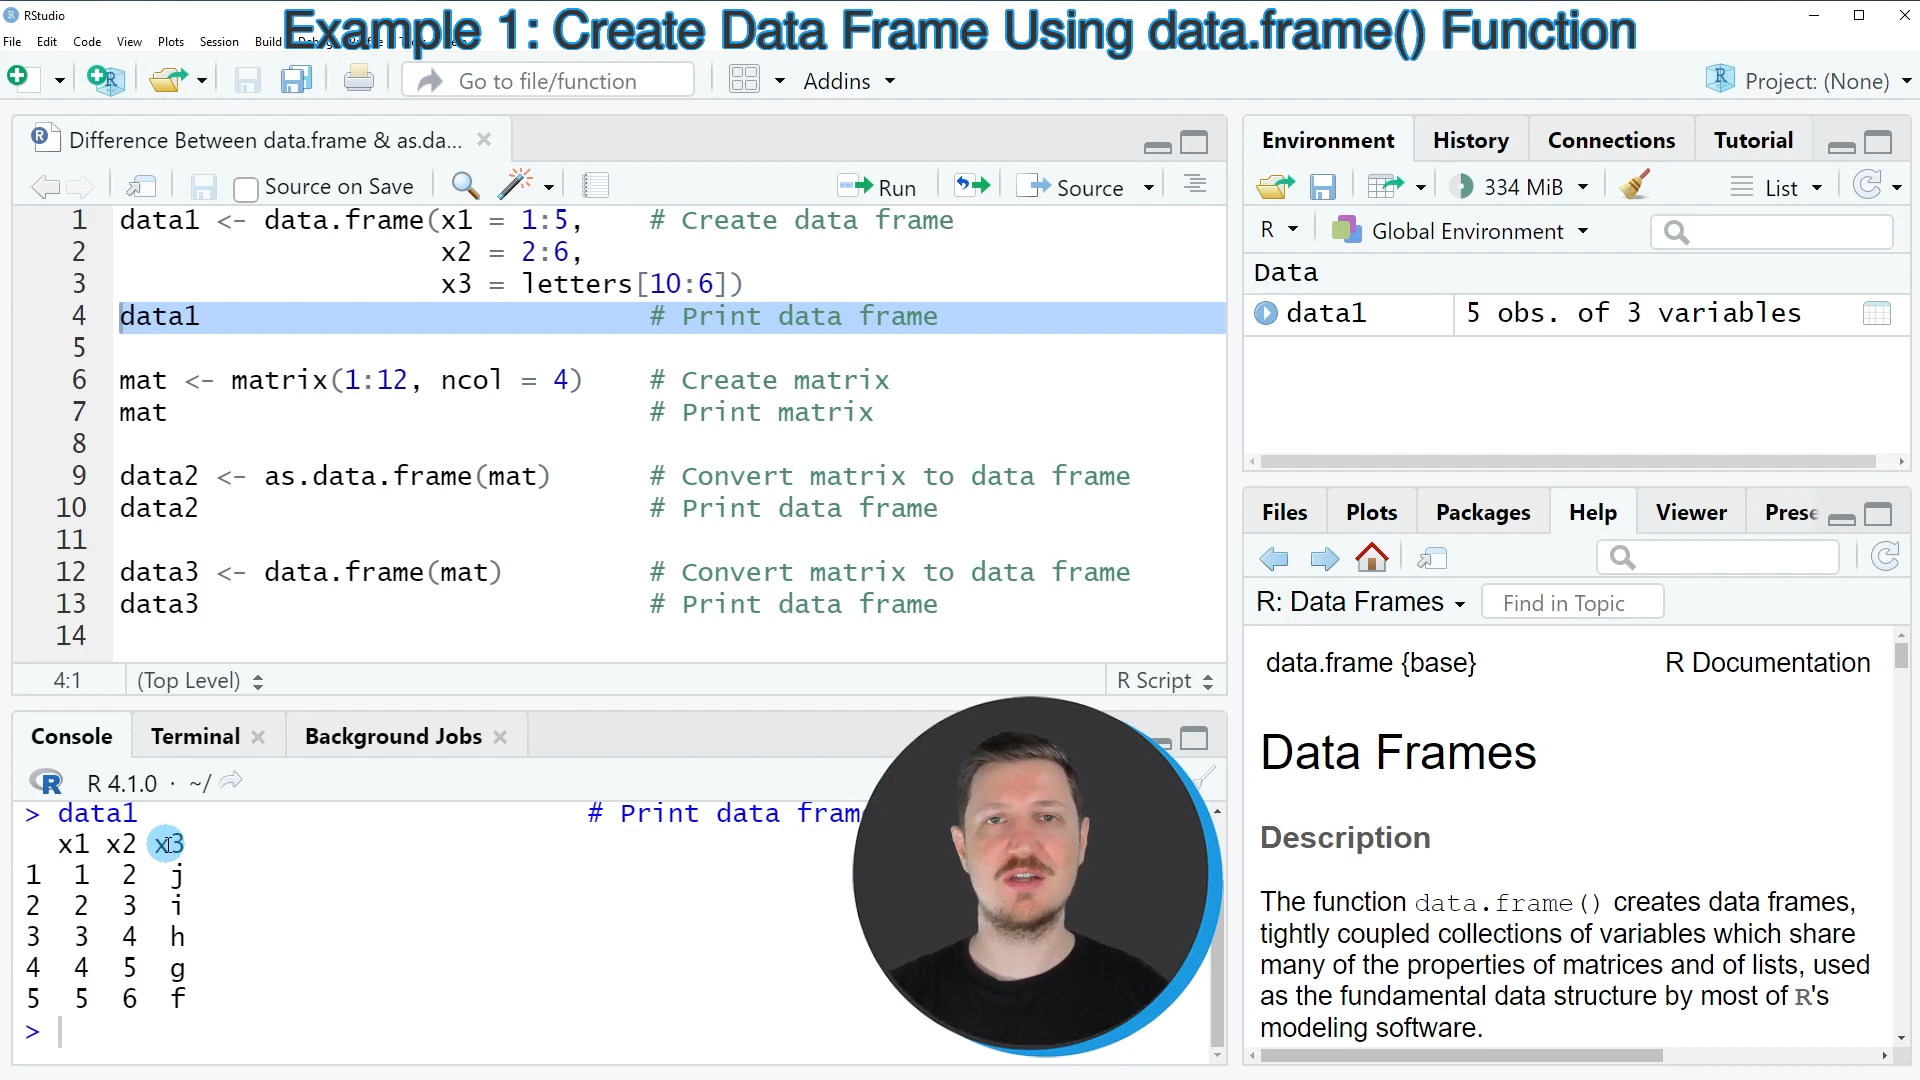 RStudio
Example 1: Create Data Frame Using data.frame() Function
File Edit Code View Plots Session Build
Go to file/function
Addins
Project: (None)
Difference Between data.frame & as.da...
Source on Save
Run
Source
1 data1 <- data.frame(x1 = 1:5, # Create data frame
2 x2 = 2:6,
3 x3 = letters[10:6])
4 data1 # Print data frame
5
6 mat <- matrix(1:12, ncol = 4) # Create matrix
7 mat # Print matrix
8
9 data2 <- as.data.frame(mat) # Convert matrix to data frame
10 data2 # Print data frame
11
12 data3 <- data.frame(mat) # Convert matrix to data frame
13 data3 # Print data frame
14
4:1 (Top Level) R Script
Console Terminal Background Jobs
R 4.1.0 · ~/
> data1 # Print data fram
x1 x2 x3
1 1 2 j
2 2 3 i
3 3 4 h
4 4 5 g
5 5 6 f
>
Environment History Connections Tutorial
334 MiB List
R Global Environment
Data
data1 5 obs. of 3 variables
Files Plots Packages Help Viewer Prese
R: Data Frames Find in Topic
data.frame {base} R Documentation
Data Frames
Description
The function data.frame() creates data frames,
tightly coupled collections of variables which share
many of the properties of matrices and of lists, used
as the fundamental data structure by most of R's
modeling software.